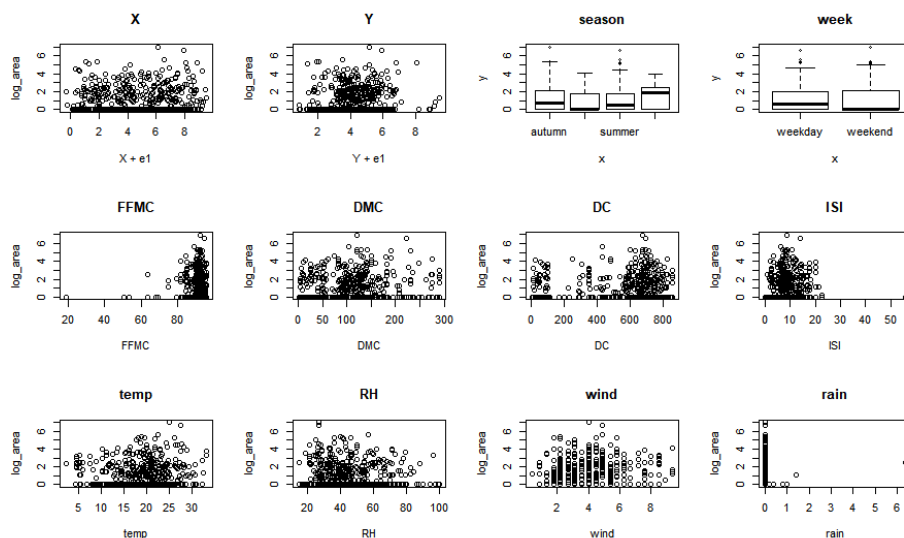 X
log_area
0 2 4 6
0 2 4 6 8
X + e1
Y
log_area
0 2 4 6
2 4 6 8
Y + e1
season
y
0 2 4 6
autumn summer
x
week
y
0 2 4 6
weekday weekend
x
FFMC
log_area
0 2 4 6
20 40 60 80
FFMC
DMC
log_area
0 2 4 6
0 50 100 200 300
DMC
DC
log_area
0 2 4 6
0 200 400 600 800
DC
ISI
log_area
0 2 4 6
0 10 20 30 40 50
ISI
temp
log_area
0 2 4 6
5 10 15 20 25 30
temp
RH
log_area
0 2 4 6
20 40 60 80 100
RH
wind
log_area
0 2 4 6
2 4 6 8
wind
rain
log_area
0 2 4 6
0 1 2 3 4 5 6
rain